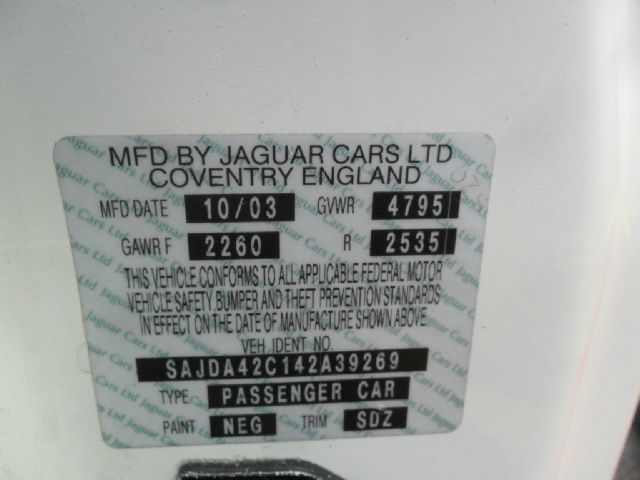 MFD BY JAGUAR CARS LTD
COVENTRY ENGLAND
MFD DATE 10/03 GVWR 4795
GAWR F 2260 R 2535
THIS VEHICLE CONFORMS TO ALL APPLICABLE FEDERAL MOTOR
VEHICLE SAFETY BUMPER AND THEFT PREVENTION STANDARDS
IN EFFECT ON THE DATE OF MANUFACTURE SHOWN ABOVE.
VEH IDENT NO.
SAJDA42C142A39269
TYPE PASSENGER CAR
PAINT NEG TRIM SDZ